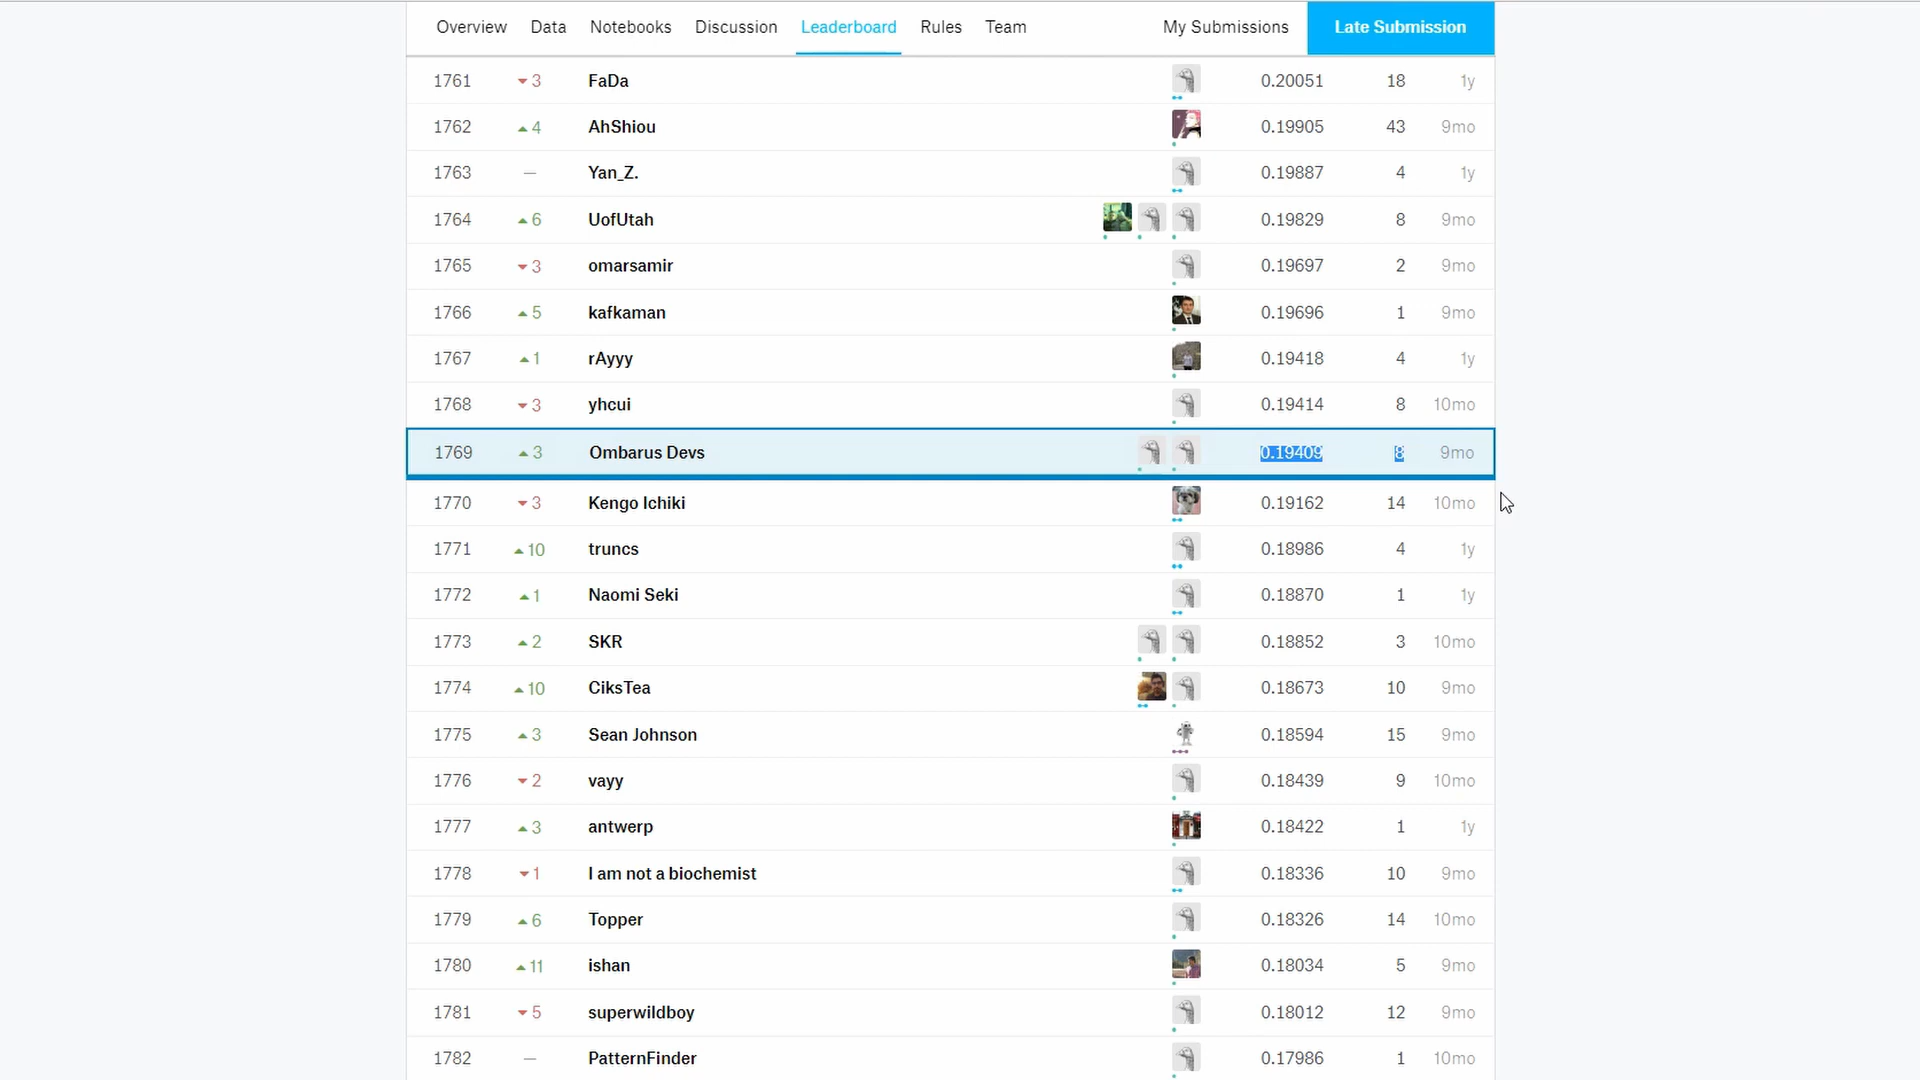 Overview Data Notebooks Discussion Leaderboard Rules Team My Submissions Late Submission
1761 3 FaDa 0.20051 18 1y
1762 4 AhShiou 0.19905 43 9mo
1763 — Yan_Z. 0.19887 4 1y
1764 6 UofUtah 0.19829 8 9mo
1765 3 omarsamir 0.19697 2 9mo
1766 5 kafkaman 0.19696 1 9mo
1767 1 rAyyy 0.19418 4 1y
1768 3 yhcui 0.19414 8 10mo
1769 3 Ombarus Devs 0.19409 8 9mo
1770 3 Kengo Ichiki 0.19162 14 10mo
1771 10 truncs 0.18986 4 1y
1772 1 Naomi Seki 0.18870 1 1y
1773 2 SKR 0.18852 3 10mo
1774 10 CiksTea 0.18673 10 9mo
1775 3 Sean Johnson 0.18594 15 9mo
1776 2 vayy 0.18439 9 10mo
1777 3 antwerp 0.18422 1 1y
1778 1 I am not a biochemist 0.18336 10 9mo
1779 6 Topper 0.18326 14 10mo
1780 11 ishan 0.18034 5 9mo
1781 5 superwildboy 0.18012 12 9mo
1782 — PatternFinder 0.17986 1 10mo